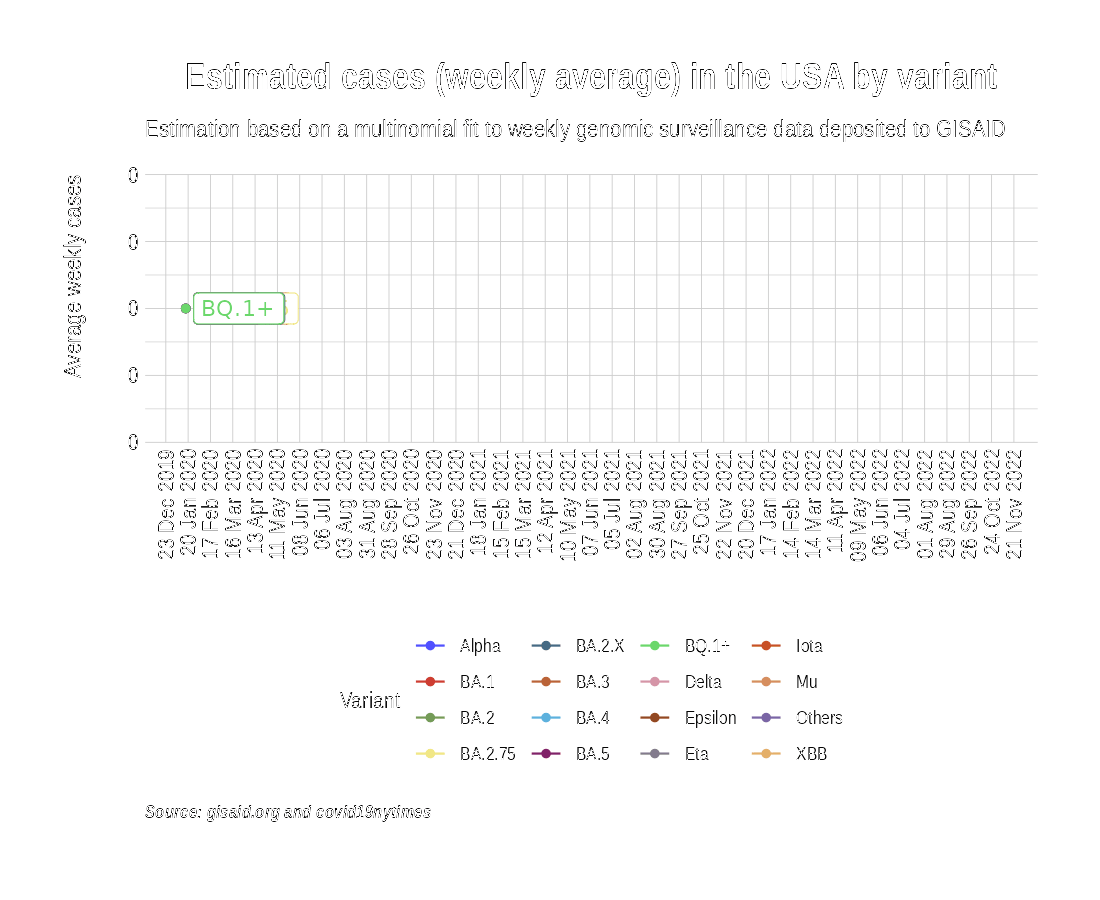 Estimated cases (weekly average) in the USA by variant
Estimation based on a multinomial fit to weekly genomic surveillance data deposited to GISAID
Average weekly cases
0
0
0
0
0
BQ.1+
23 Dec 2019
20 Jan 2020
17 Feb 2020
16 Mar 2020
13 Apr 2020
11 May 2020
08 Jun 2020
06 Jul 2020
03 Aug 2020
31 Aug 2020
28 Sep 2020
26 Oct 2020
23 Nov 2020
21 Dec 2020
18 Jan 2021
15 Feb 2021
15 Mar 2021
12 Apr 2021
10 May 2021
07 Jun 2021
05 Jul 2021
02 Aug 2021
30 Aug 2021
27 Sep 2021
25 Oct 2021
22 Nov 2021
20 Dec 2021
17 Jan 2022
14 Feb 2022
14 Mar 2022
11 Apr 2022
09 May 2022
06 Jun 2022
04 Jul 2022
01 Aug 2022
29 Aug 2022
26 Sep 2022
24 Oct 2022
21 Nov 2022
Variant
Alpha
BA.1
BA.2
BA.2.75
BA.2.X
BA.3
BA.4
BA.5
BQ.1+
Delta
Epsilon
Eta
Iota
Mu
Others
XBB
Source: gisaid.org and covid19nytimes